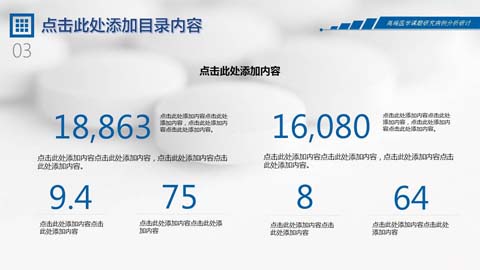 点击此处添加目录内容
高端医学课题研究病例分析研讨
03
点击此处添加内容
18,863
点击此处添加内容点击此处
添加内容，点击此处添加内
容点击此处添加内容。
16,080
点击此处添加内容点击此处
添加内容，点击此处添加内
容点击此处添加内容。
点击此处添加内容点击此处添加内容，点击此处添加内容点击
此处添加内容。
点击此处添加内容点击此处添加内容，点击此处添加内容点击
此处添加内容。
9.4
75
8
64
点击此处添加内容点击
此处添加内容
点击此处添加内容点击此处添
加内容
点击此处添加内容点击
此处添加内容
点击此处添加内容点击此处添
加内容